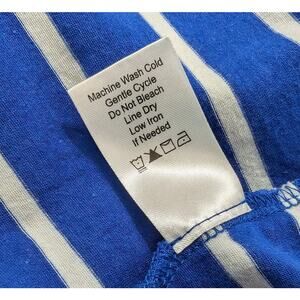 Machine Wash Cold
Gentle Cycle
Do Not Bleach
Line Dry
Low Iron
If Needed